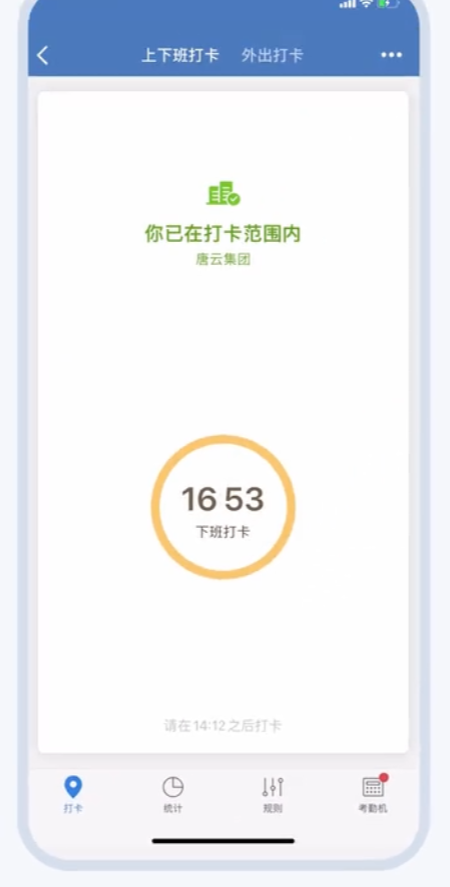 上下班打卡 外出打卡
你已在打卡范围内
唐云集团
16 53
下班打卡
请在14:12之后打卡
打卡 统计 规则 考勤机